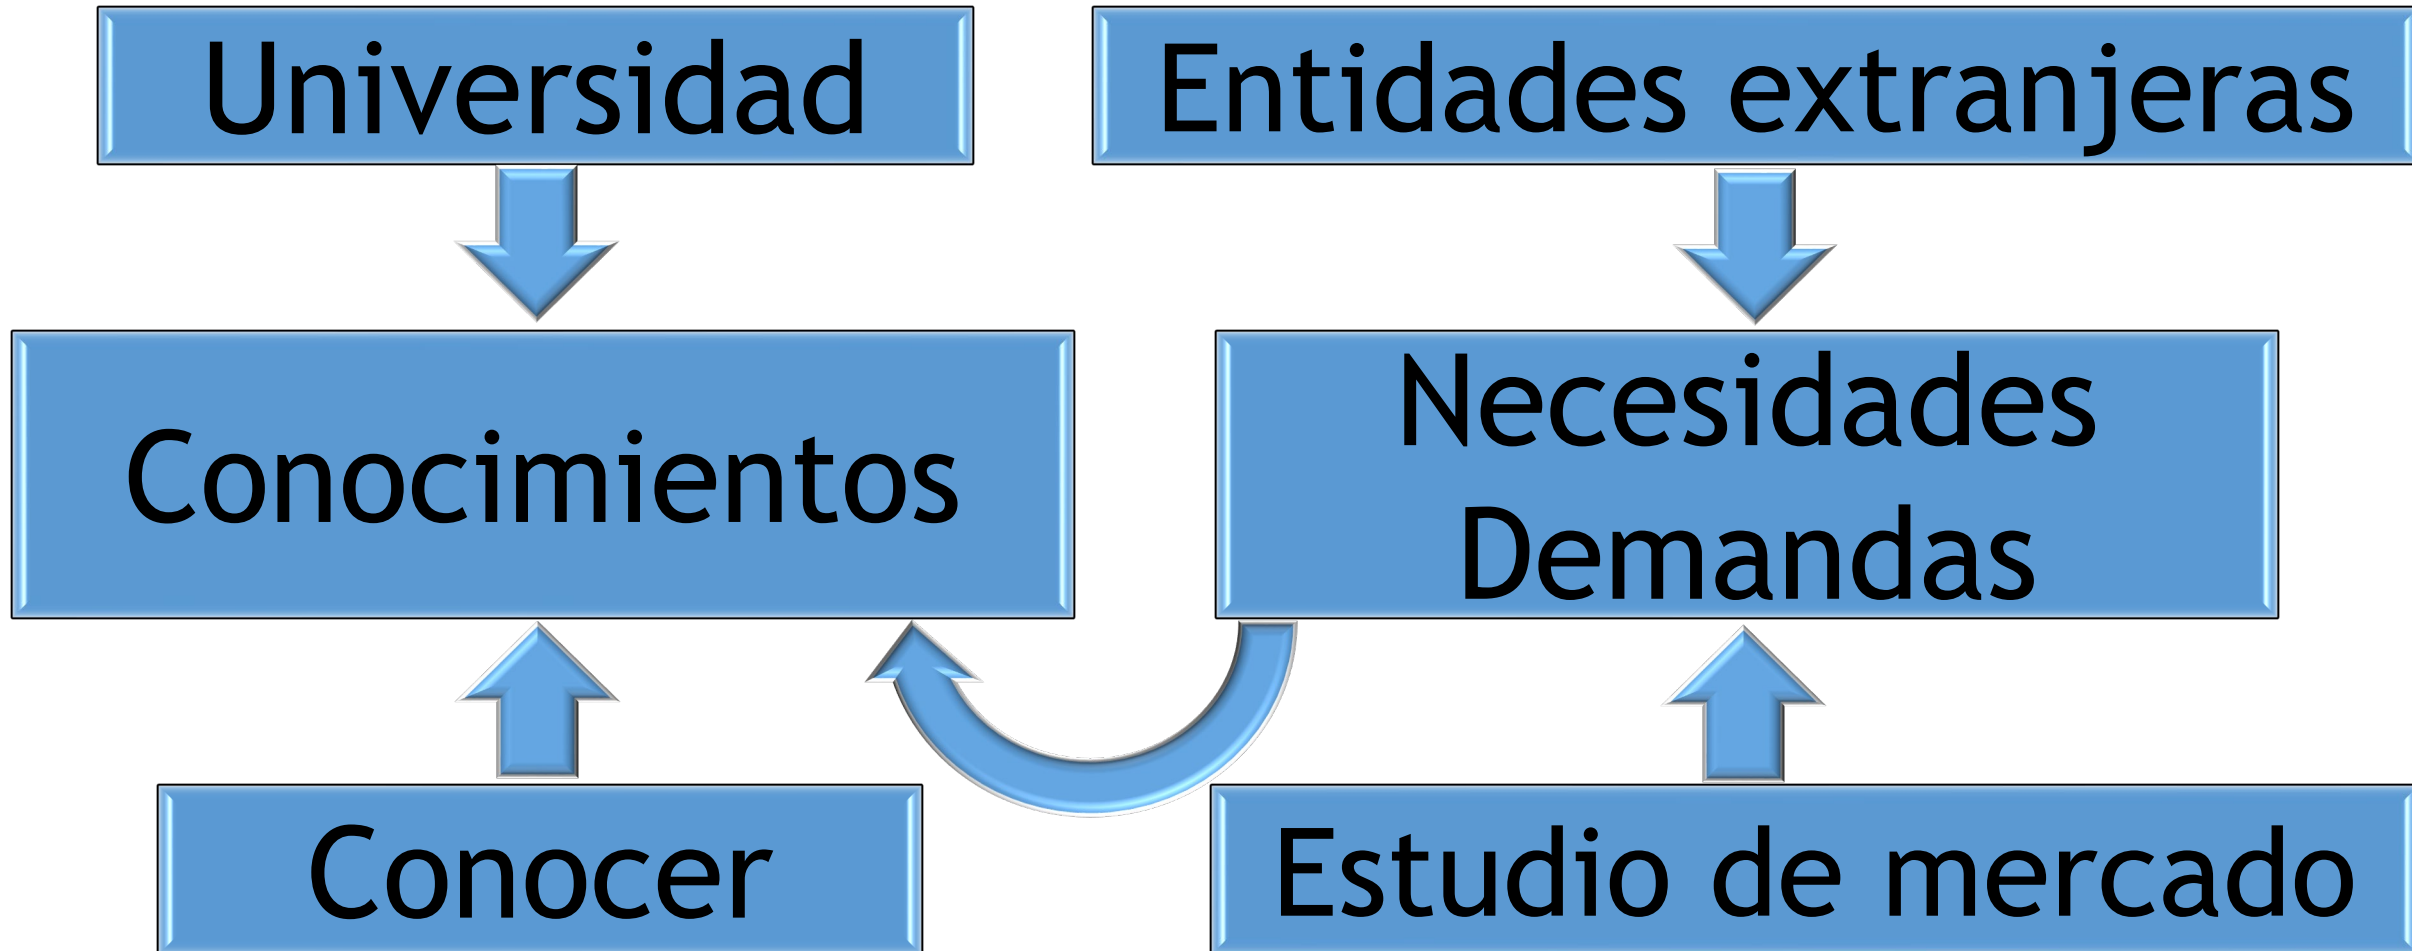 Universidad
Entidades extranjeras
Conocimientos
Necesidades
Demandas
Conocer
Estudio de mercado